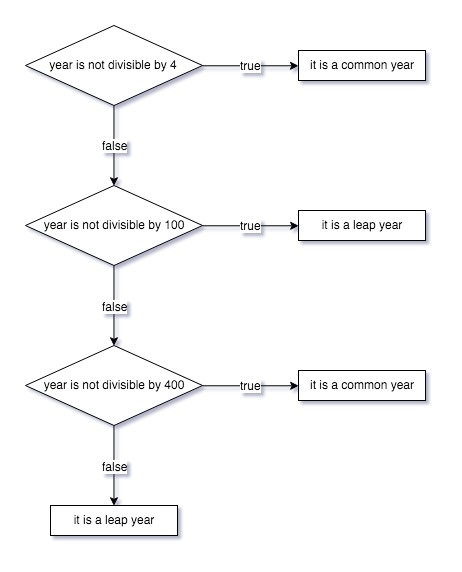 year is not divisible by 4
true
it is a common year
false
year is not divisible by 100
true
it is a leap year
false
year is not divisible by 400
true
it is a common year
false
it is a leap year